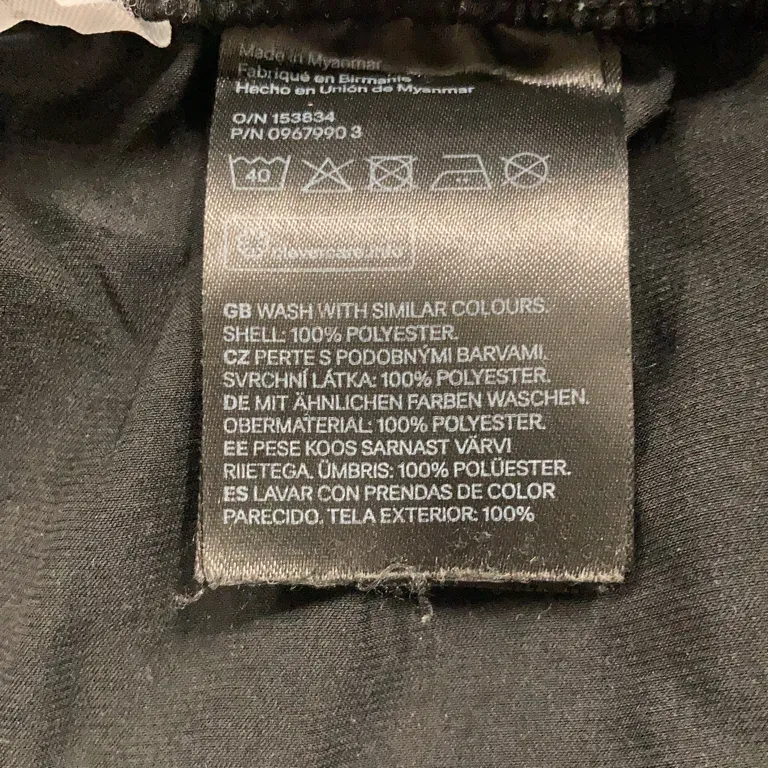 Made in Myanmar
Fabriqué en Birmanie
Hecho en Unión de Myanmar
O/N 153834
P/N 0967990 3
40
clevercare.info
GB WASH WITH SIMILAR COLOURS.
SHELL: 100% POLYESTER.
CZ PERTE S PODOBNÝMI BARVAMI.
SVRCHNÍ LÁTKA: 100% POLYESTER.
DE MIT ÄHNLICHEN FARBEN WASCHEN.
OBERMATERIAL: 100% POLYESTER.
EE PESE KOOS SARNAST VÄRVI
RIIETEGA. ÜMBRIS: 100% POLÜESTER.
ES LAVAR CON PRENDAS DE COLOR
PARECIDO. TELA EXTERIOR: 100%